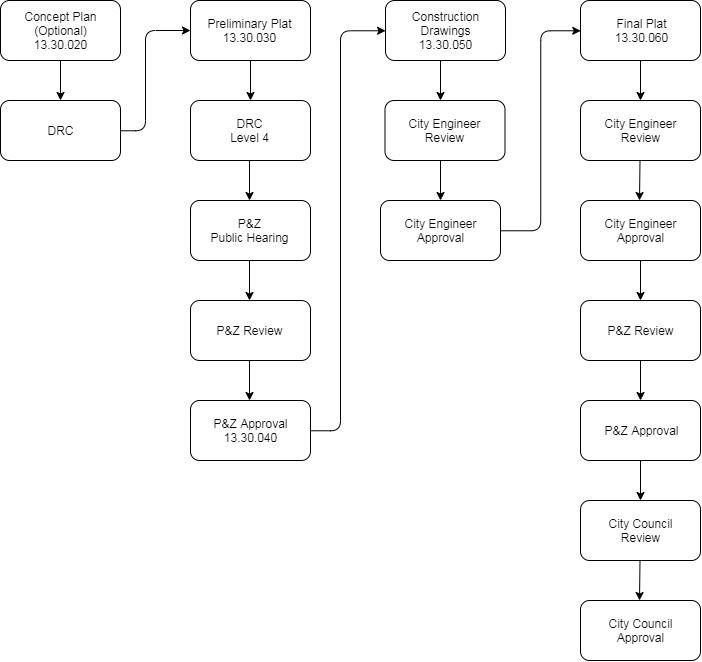 Concept Plan
(Optional)
13.30.020
DRC
Preliminary Plat
13.30.030
DRC
Level 4
P&Z
Public Hearing
P&Z Review
P&Z Approval
13.30.040
Construction
Drawings
13.30.050
City Engineer
Review
City Engineer
Approval
Final Plat
13.30.060
City Engineer
Review
City Engineer
Approval
P&Z Review
P&Z Approval
City Council
Review
City Council
Approval